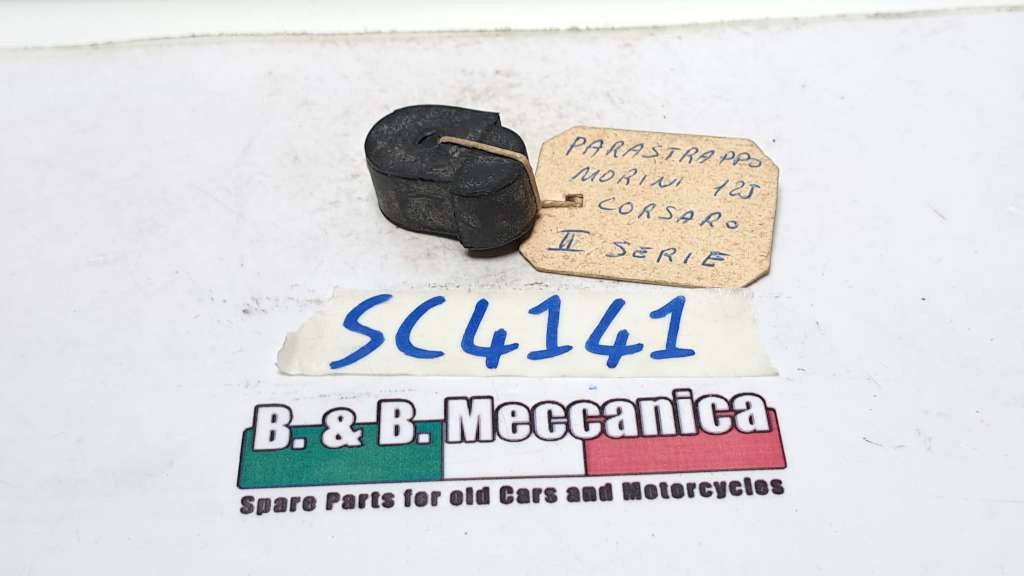 PARASTRAPPO
MORINI 125
CORSARO
II SERIE
SC4141
B. & B. Meccanica
Spare Parts for old Cars and Motorcycles